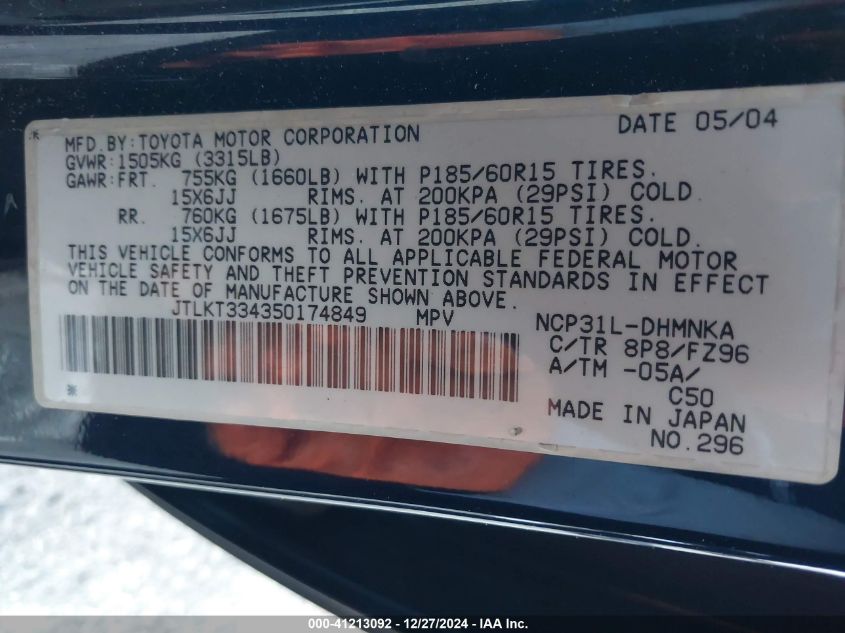 DATE 05/04
MFD.BY:TOYOTA MOTOR CORPORATION
GVWR:1505KG (3315LB)
GAWR:FRT. 755KG (1660LB) WITH P185/60R15 TIRES.
15X6JJ RIMS. AT 200KPA (29PSI) COLD.
RR. 760KG (1675LB) WITH P185/60R15 TIRES.
15X6JJ RIMS. AT 200KPA (29PSI) COLD.
THIS VEHICLE CONFORMS TO ALL APPLICABLE FEDERAL MOTOR
VEHICLE SAFETY AND THEFT PREVENTION STANDARDS IN EFFECT
ON THE DATE OF MANUFACTURE SHOWN ABOVE.
JTLKT334350174849 MPV NCP31L-DHMNKA
C/TR 8P8/FZ96
A/TM -05A/
C50
MADE IN JAPAN
NO.296
000-41213092 - 12/27/2024 - IAA Inc.